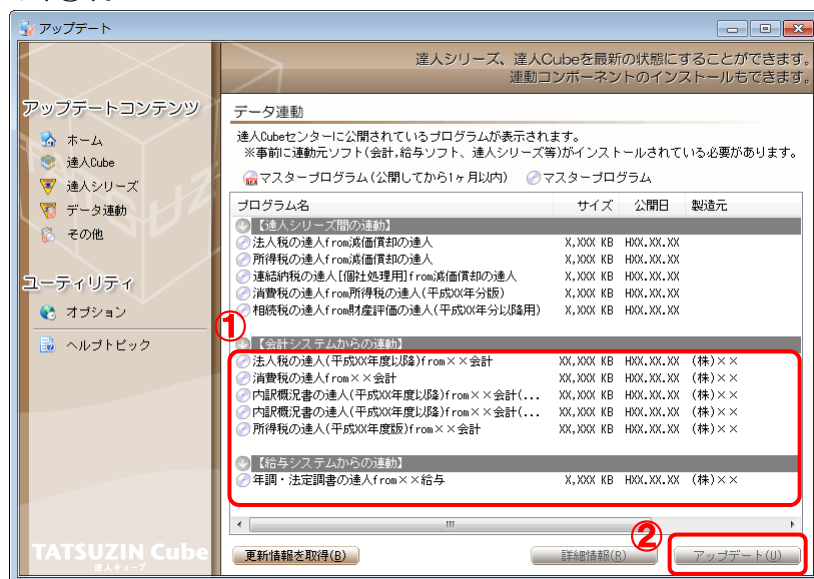 アップデート
達人シリーズ、達人Cubeを最新の状態にすることができます。
連動コンポーネントのインストールもできます。
アップデートコンテンツ
ホーム
達人Cube
達人シリーズ
データ連動
その他
ユーティリティ
オプション
ヘルプトピック
TATSUZIN Cube
達人キューブ
データ連動
達人Cubeセンターに公開されているプログラムが表示されます。
※事前に連動元ソフト(会計,給与ソフト、達人シリーズ等)がインストールされている必要があります。
マスタープログラム(公開してから1ヶ月以内) マスタープログラム
プログラム名 サイズ 公開日 製造元
【達人シリーズ間の連動】
法人税の達人from減価償却の達人 X,XXX KB HXX.XX.XX
所得税の達人from減価償却の達人 X,XXX KB HXX.XX.XX
連結納税の達人[個社処理用]from減価償却の達人 X,XXX KB HXX.XX.XX
消費税の達人from所得税の達人(平成XX年分版) X,XXX KB HXX.XX.XX
相続税の達人from財産評価の達人(平成XX年分以降用) X,XXX KB HXX.XX.XX
①
【会計システムからの連動】
法人税の達人(平成XX年度以降)from××会計 XX,XXX KB HXX.XX.XX (株)××
消費税の達人from××会計 XX,XXX KB HXX.XX.XX (株)××
内訳概況書の達人(平成XX年度以降)from××会計(... XX,XXX KB HXX.XX.XX (株)××
内訳概況書の達人(平成XX年度以降)from××会計(... XX,XXX KB HXX.XX.XX (株)××
所得税の達人(平成XX年度版)from××会計 XX,XXX KB HXX.XX.XX (株)××
【給与システムからの連動】
年調・法定調書の達人from××給与 X,XXX KB HXX.XX.XX (株)××
②
更新情報を取得(B) 詳細情報(R) アップデート(U)